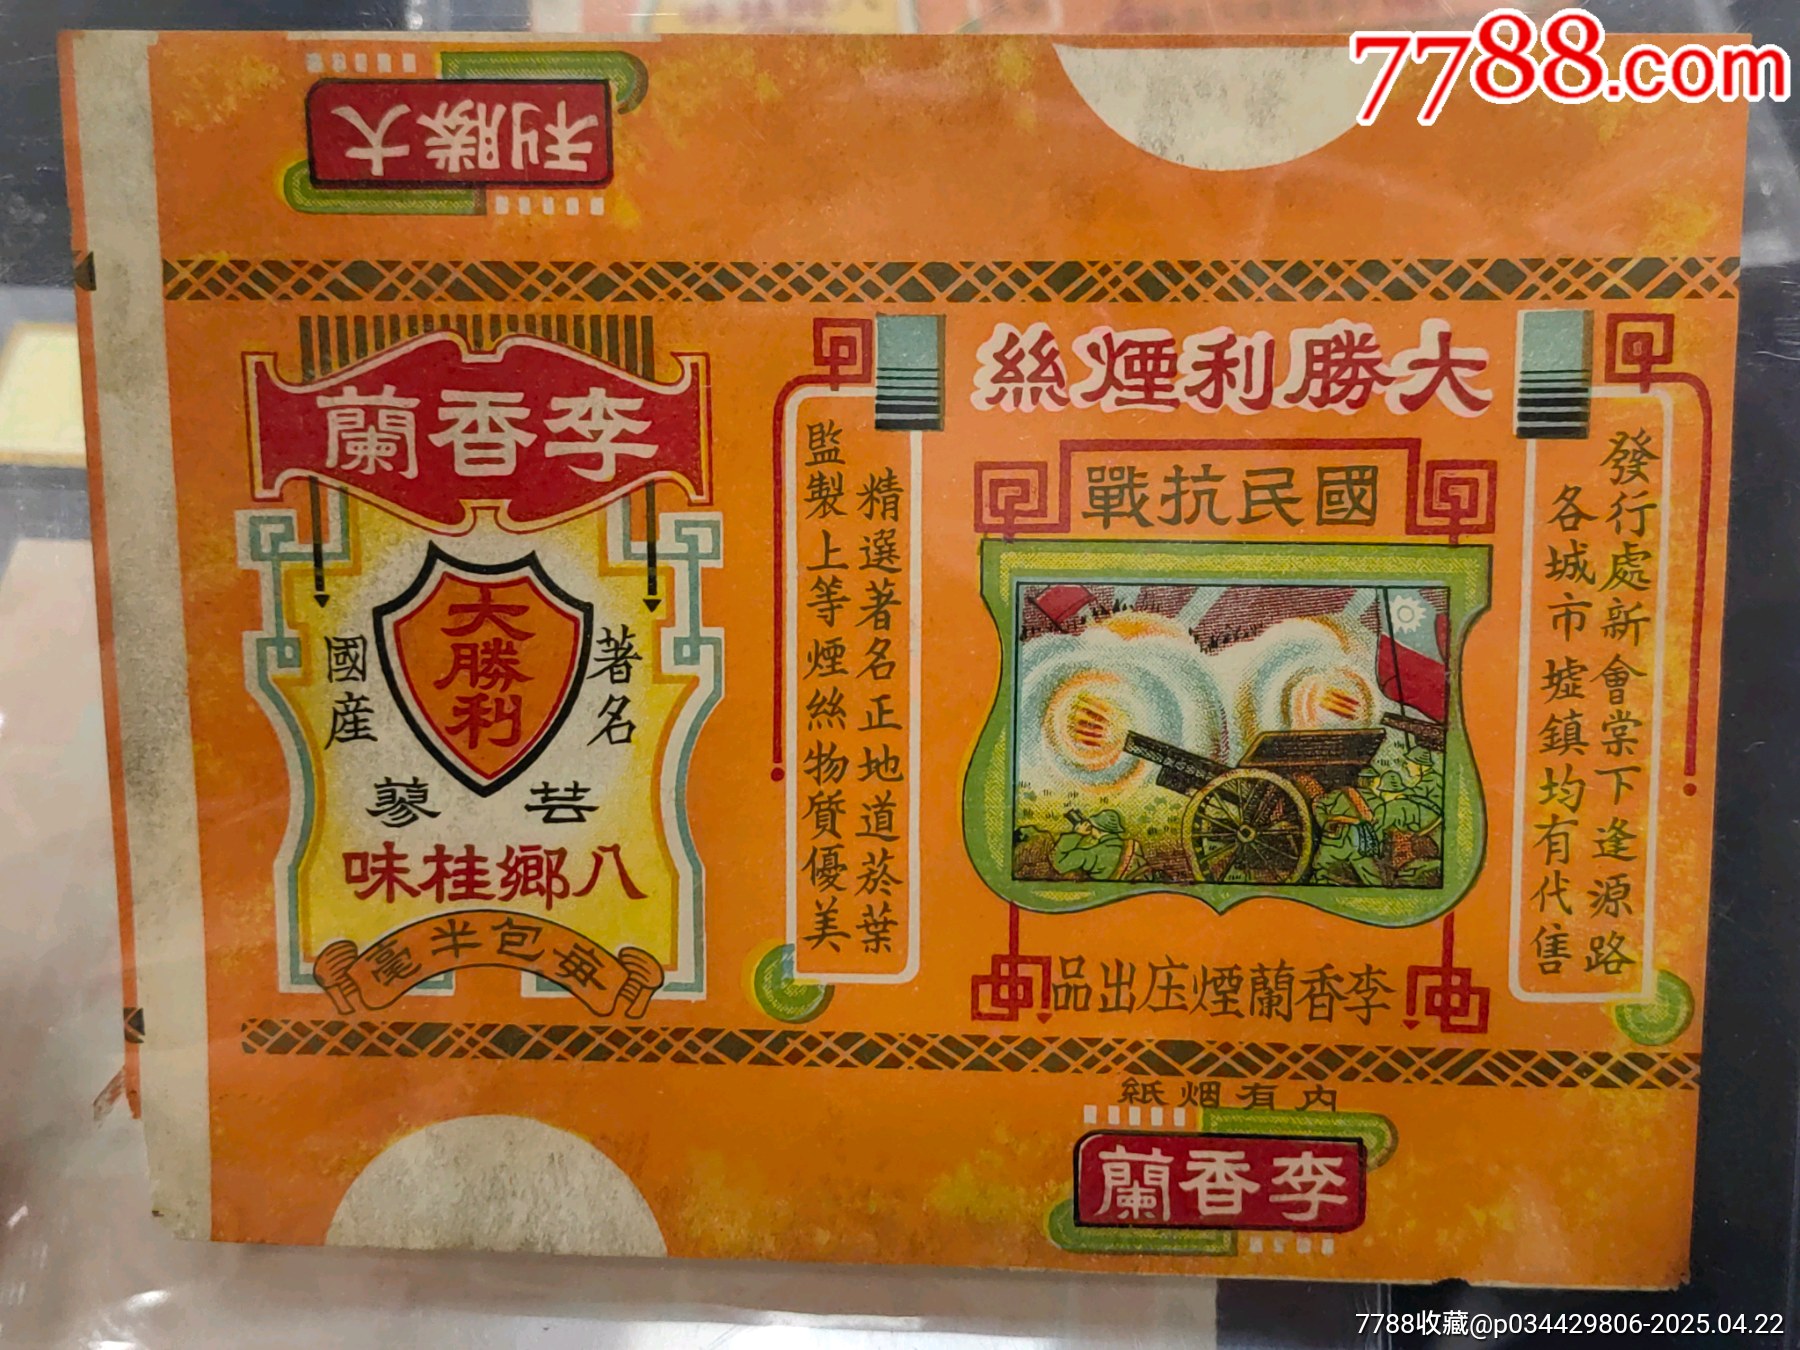 7788.com
大勝利
李香蘭
大勝利
著名
國産
芸蓼
八鄉桂味
每包半毫
精選著名正地道菸葉
監製上等煙絲物質優美
大勝利煙絲
國民抗戰
李香蘭煙庄出品
發行處新會棠下逢源路
各城市墟鎮均有代售
內有烟紙
李香蘭
7788收藏@p034429806-2025.04.22